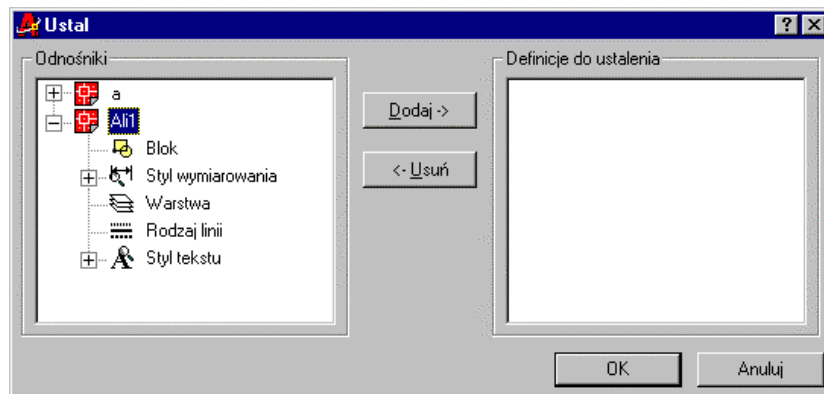 Ustal
Odnośniki
a
Ali1
Blok
Styl wymiarowania
Warstwa
Rodzaj linii
Styl tekstu
Dodaj ->
<- Usuń
Definicje do ustalenia
OK
Anuluj